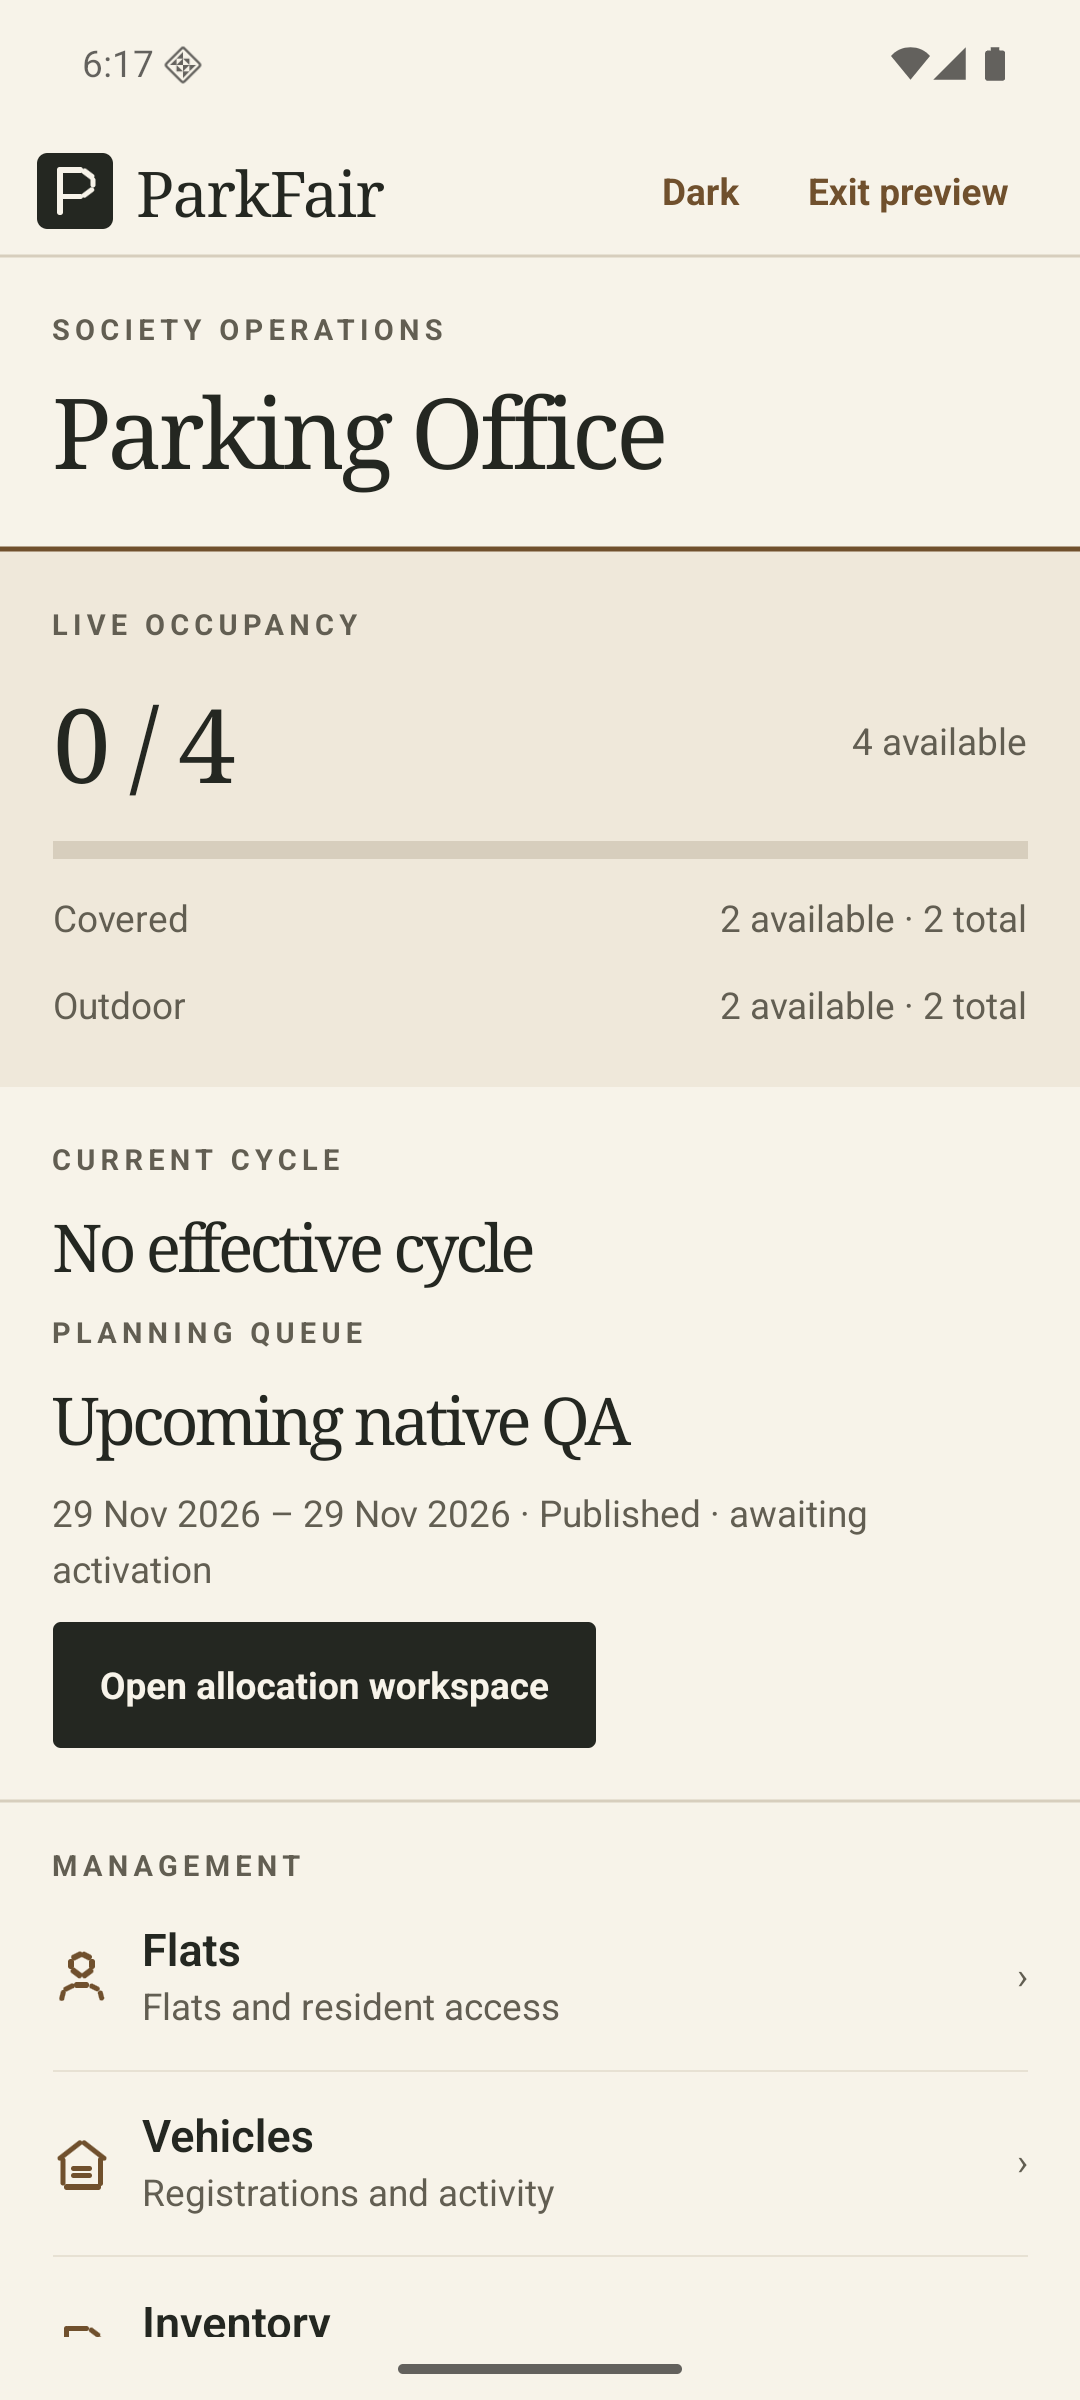 6:17
ParkFair
Dark
Exit preview
SOCIETY OPERATIONS
Parking Office
LIVE OCCUPANCY
0 / 4
4 available
Covered
2 available · 2 total
Outdoor
2 available · 2 total
CURRENT CYCLE
No effective cycle
PLANNING QUEUE
Upcoming native QA
29 Nov 2026 – 29 Nov 2026 · Published · awaiting
activation
Open allocation workspace
MANAGEMENT
Flats
Flats and resident access
Vehicles
Registrations and activity
Inventory